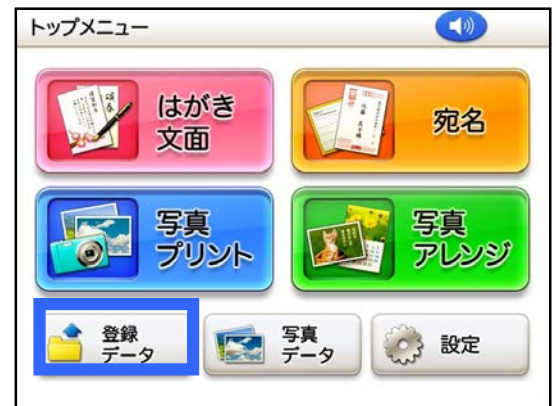 トップメニュー
はがき
文面
宛名
写真
プリント
写真
アレンジ
登録
データ
写真
データ
設定